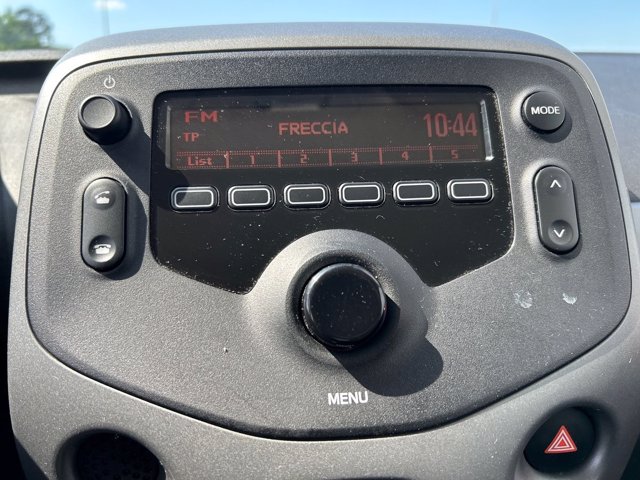 FM
TP
FRECCIA
10:44
List 1 2 3 4 5
MODE
MENU